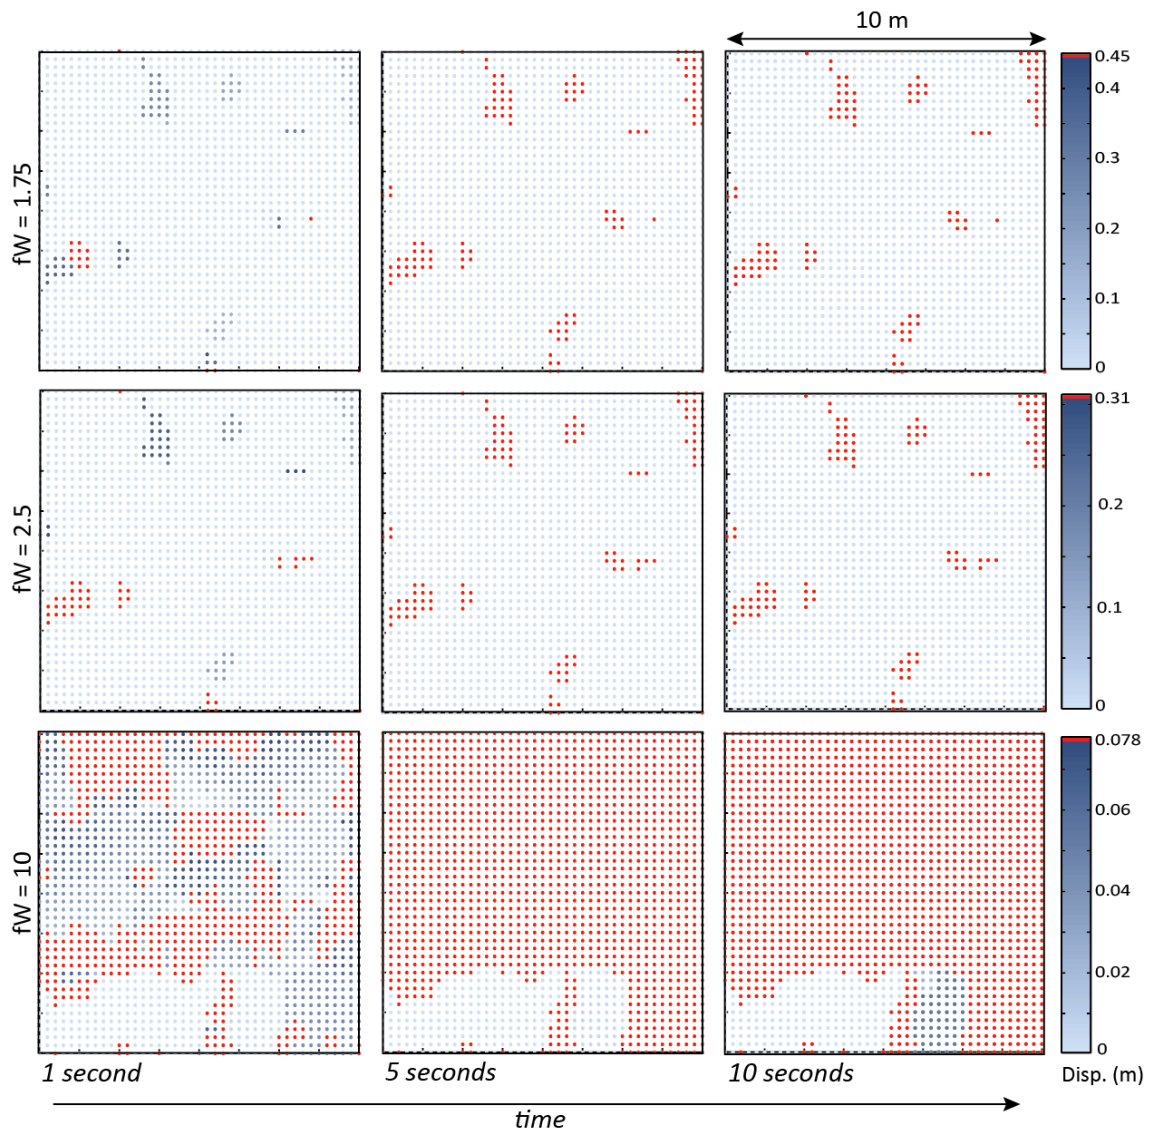 10 m
fW = 1.75
0.45
0.4
0.3
0.2
0.1
0
fW = 2.5
0.31
0.2
0.1
0
fW = 10
0.078
0.06
0.04
0.02
0
1 second
5 seconds
10 seconds
Disp. (m)
time